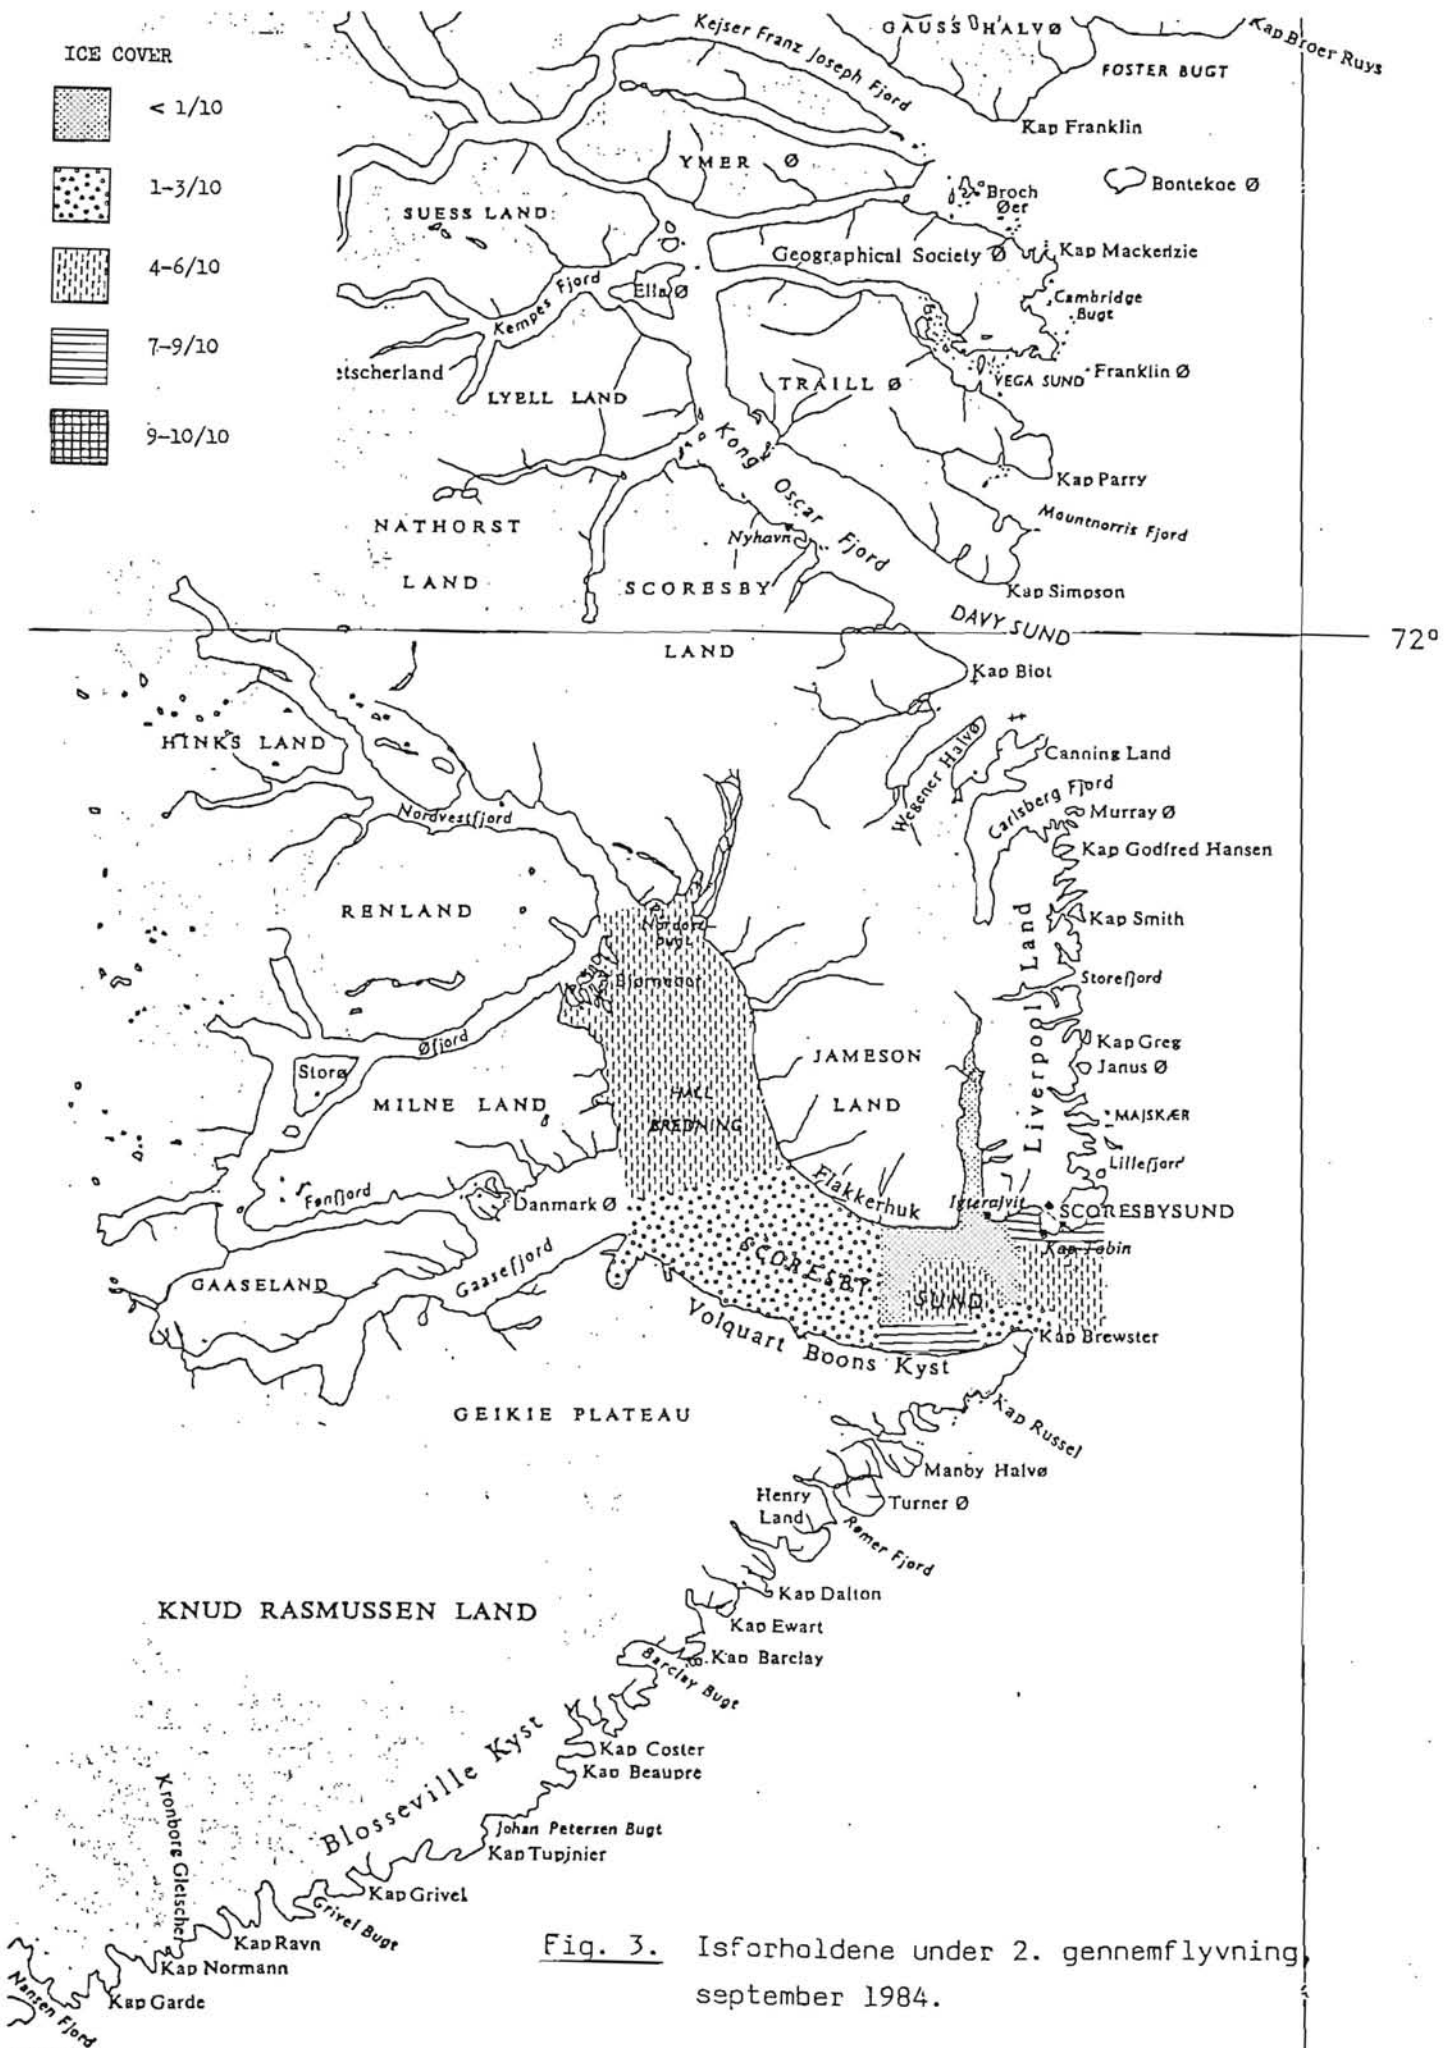 ICE COVER
< 1/10
1-3/10
4-6/10
7-9/10
9-10/10
Kejser Franz Joseph Fjord
GAUSS HALVØ
Kap Broer Ruys
FOSTER BUGT
Kap Franklin
YMER Ø
Bontekoe Ø
Broch
Øer
SUESS LAND
Geographical Society Ø
Kap Mackenzie
Kempes Fjord
Ella Ø
Cambridge
Bugt
etscherland
LYELL LAND
TRAILL Ø
VEGA SUND
Franklin Ø
Kong Oscar Fjord
Kap Parry
NATHORST
LAND
Mountnorris Fjord
Nyhavn
SCORESBY
LAND
Kap Simpson
DAVY SUND
72°
Kap Biot
HINKS LAND
Wegener Halvø
Canning Land
Carlsberg Fjord
Nordvestfjord
Murray Ø
Kap Godfred Hansen
RENLAND
Nordost-
bugt
Kap Smith
Liverpool Land
Storefjord
Øfjord
Kap Greg
Janus Ø
Storø
JAMESON
LAND
MILNE LAND
HALL
BREDNING
MAJSKÆR
Lillefjord
Flakkerhuk
Fønfjord
Danmark Ø
SCORESBYSUND
Kap Tobin
GAASELAND
Gaasefjord
SCORESBY
SUND
Kap Brewster
Volquart Boons Kyst
GEIKIE PLATEAU
Kap Russel
Manby Halvø
Henry
Land
Turner Ø
Rømer Fjord
Kap Dalton
KNUD RASMUSSEN LAND
Kap Ewart
Kap Barclay
Barclay Bugt
Blosseville Kyst
Kap Coster
Kap Beaupre
Kronborg Gletscher
Johan Petersen Bugt
Kap Tupinier
Kap Grivel
Grivel Bugt
Kap Ravn
Kap Normann
Kap Garde
Nansen Fjord
Fig. 3. Isforholdene under 2. gennemflyvning,
september 1984.